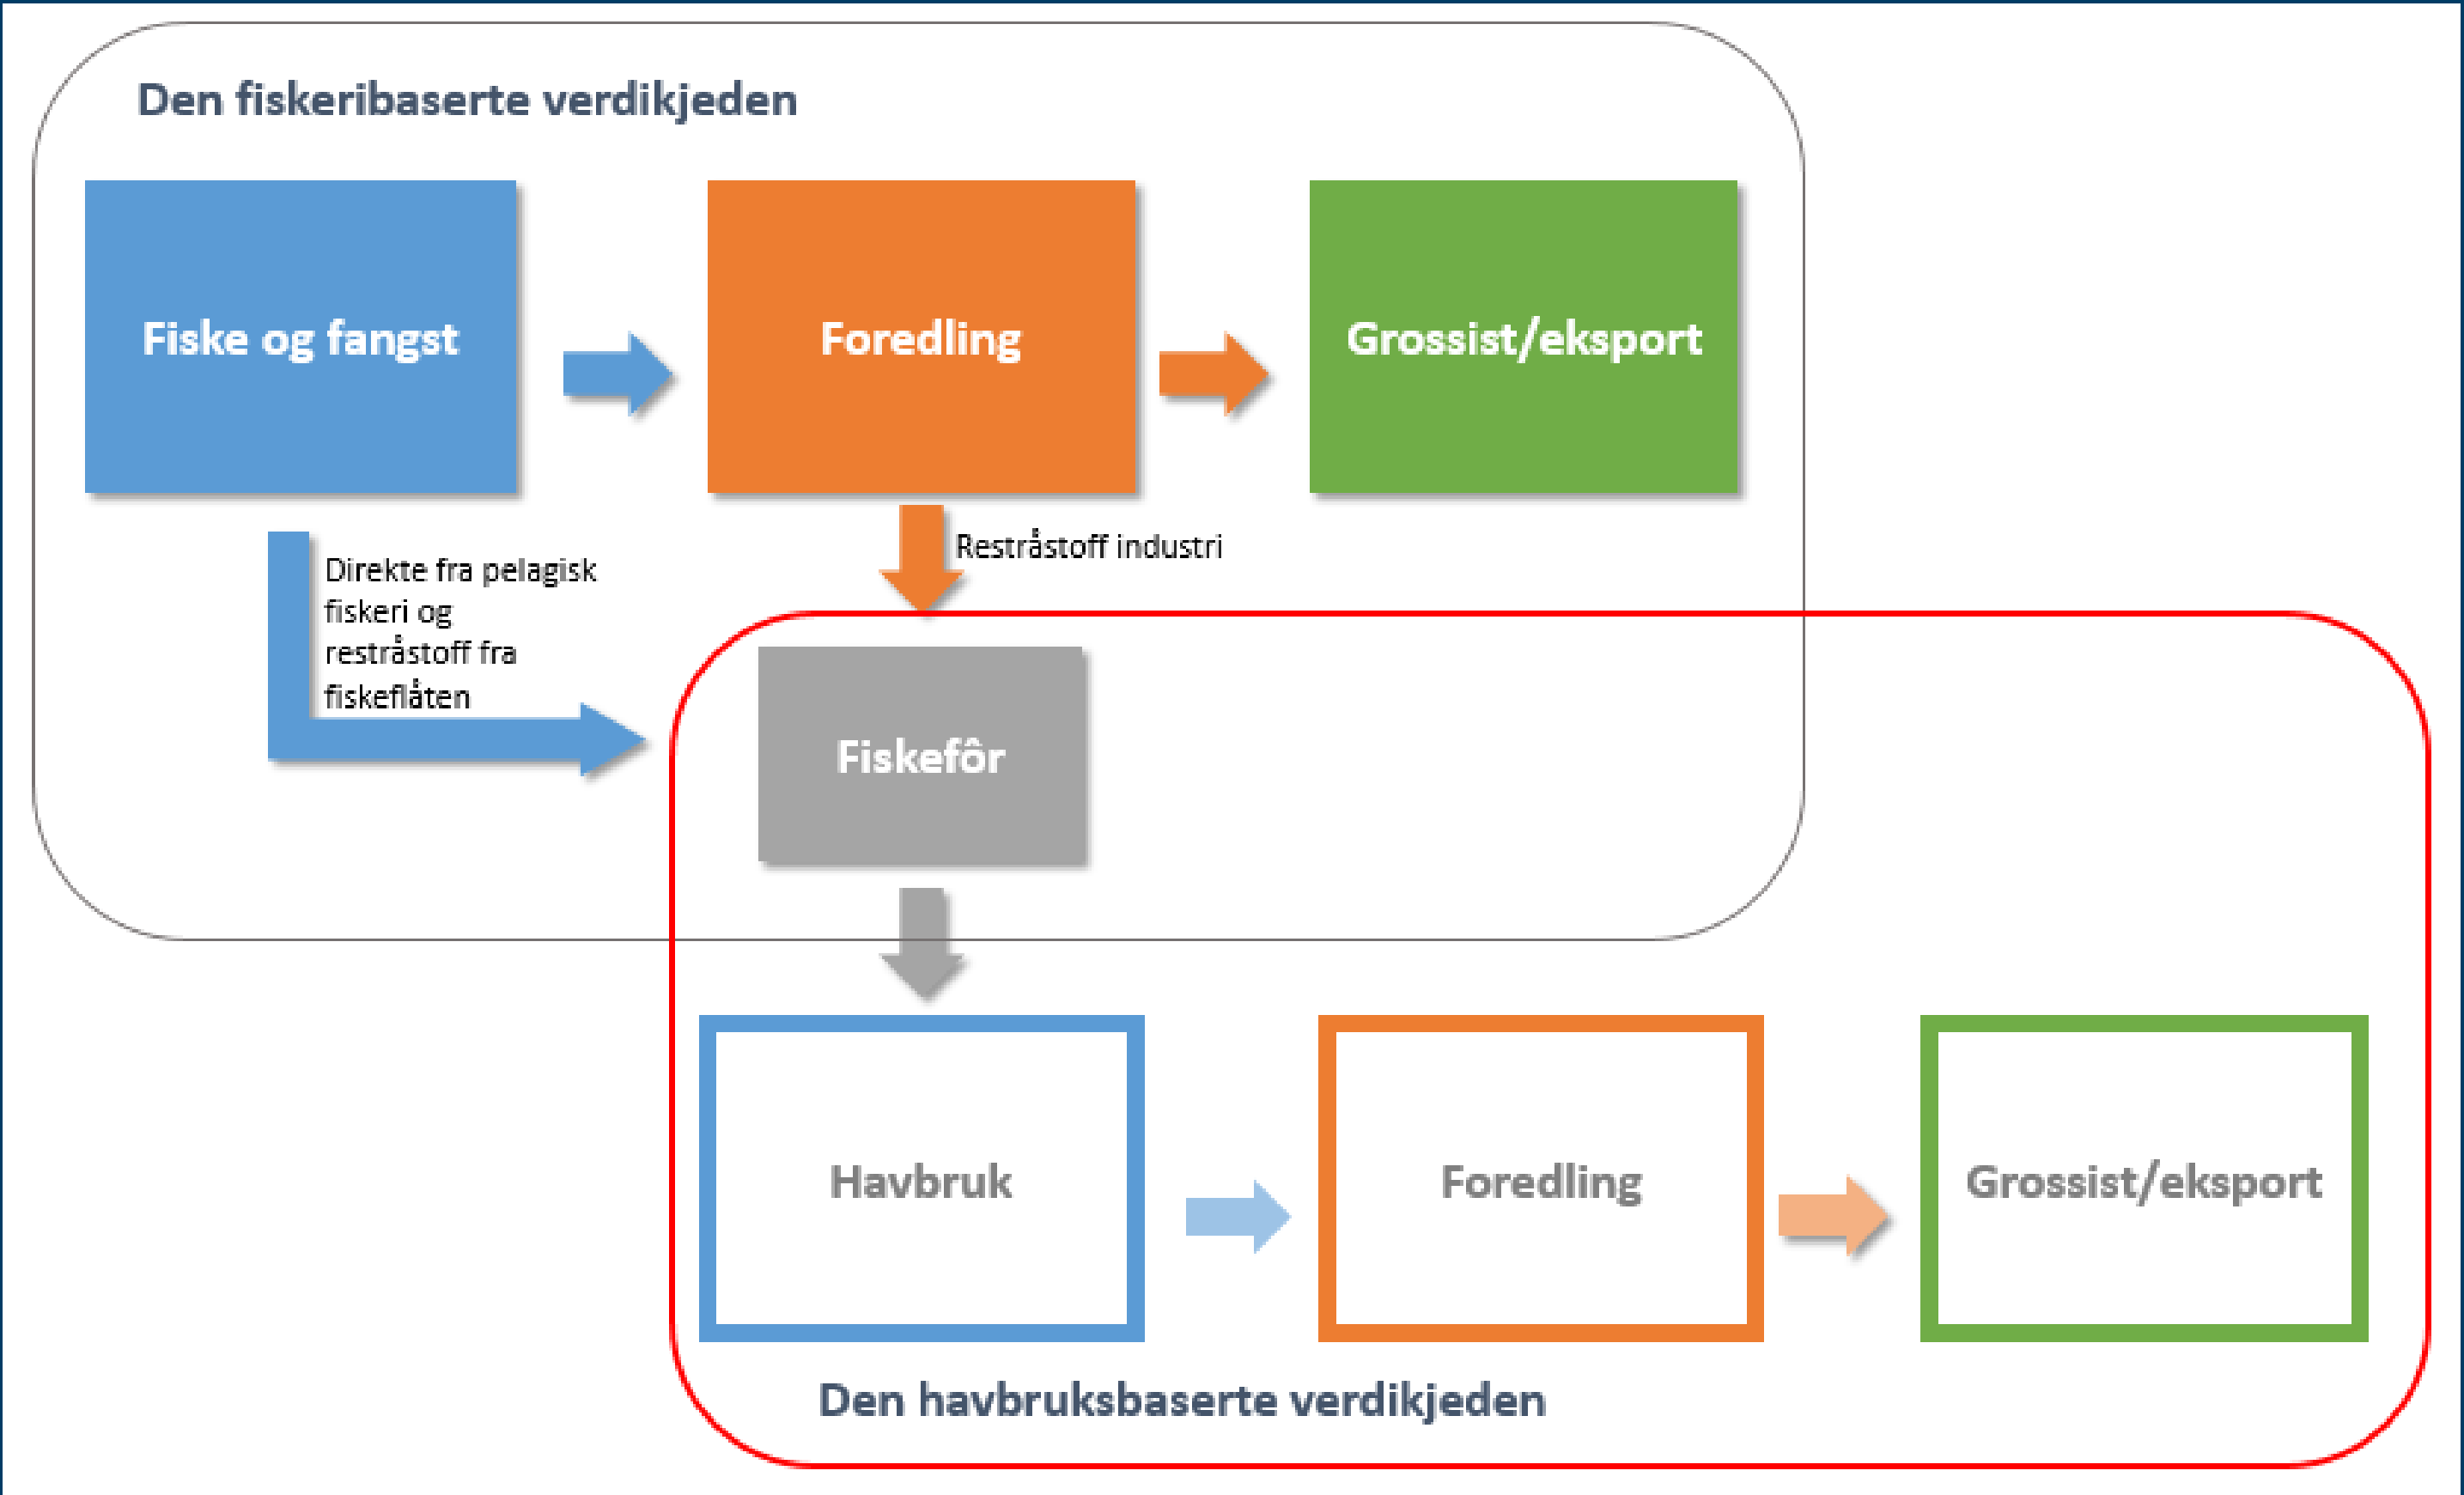 Den fiskeribaserte verdikjeden
Fiske og fangst
Foredling
Grossist/eksport
Direkte fra pelagisk
fiskeri og
restråstoff fra
fiskeflåten
Restråstoff industri
Fiskefôr
Havbruk
Foredling
Grossist/eksport
Den havbruksbaserte verdikjeden